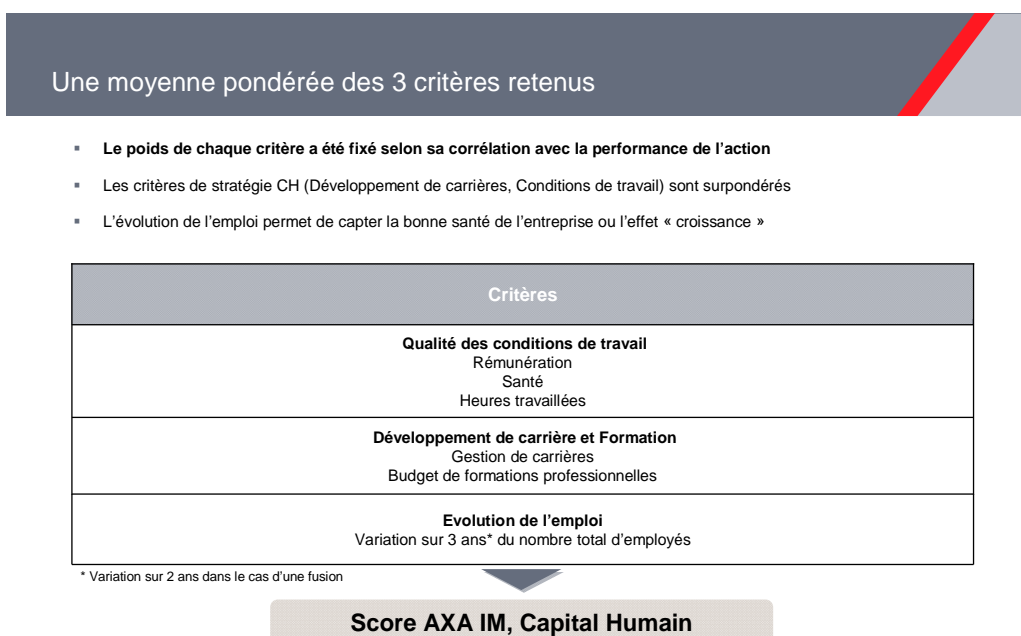 Une moyenne pondérée des 3 critères retenus
▪ Le poids de chaque critère a été fixé selon sa corrélation avec la performance de l’action
▪ Les critères de stratégie CH (Développement de carrières, Conditions de travail) sont surpondérés
▪ L’évolution de l’emploi permet de capter la bonne santé de l’entreprise ou l’effet « croissance »
Critères
Qualité des conditions de travail
Rémunération
Santé
Heures travaillées
Développement de carrière et Formation
Gestion de carrières
Budget de formations professionnelles
Evolution de l’emploi
Variation sur 3 ans* du nombre total d’employés
* Variation sur 2 ans dans le cas d’une fusion
Score AXA IM, Capital Humain